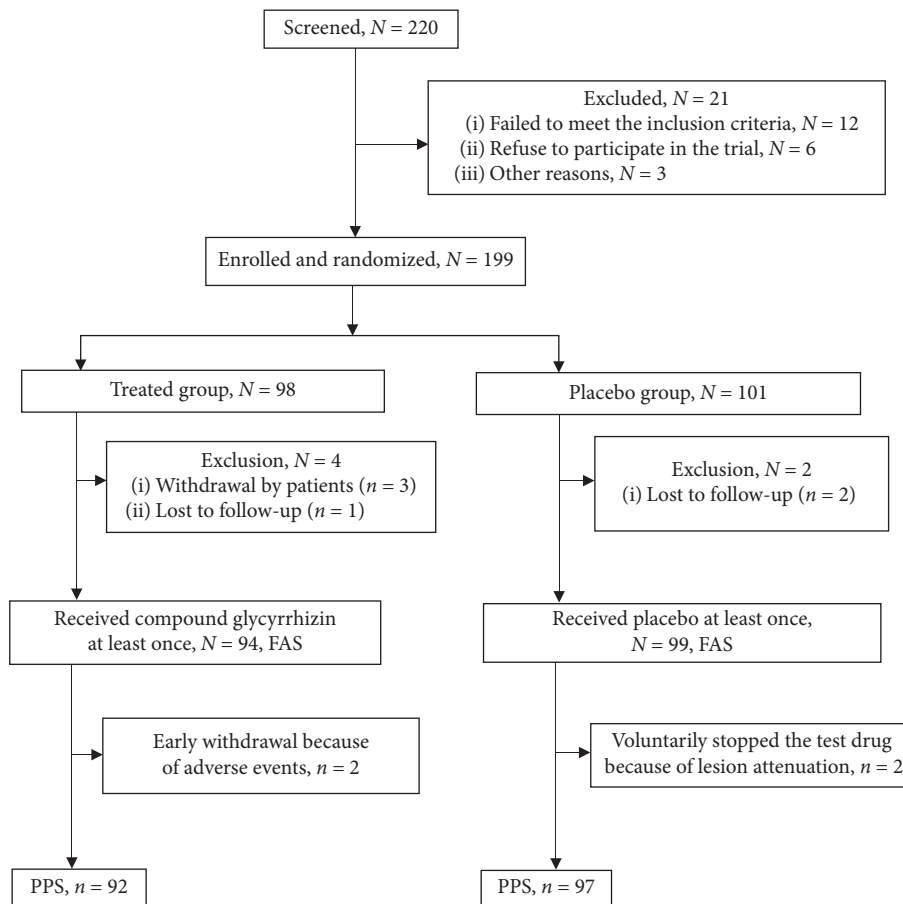 Screened, N = 220
Excluded, N = 21
(i) Failed to meet the inclusion criteria, N = 12
(ii) Refuse to participate in the trial, N = 6
(iii) Other reasons, N = 3
Enrolled and randomized, N = 199
Treated group, N = 98
Placebo group, N = 101
Exclusion, N = 4
(i) Withdrawal by patients (n = 3)
(ii) Lost to follow-up (n = 1)
Exclusion, N = 2
(i) Lost to follow-up (n = 2)
Received compound glycyrrhizin
at least once, N = 94, FAS
Received placebo at least once,
N = 99, FAS
Early withdrawal because
of adverse events, n = 2
Voluntarily stopped the test drug
because of lesion attenuation, n = 2
PPS, n = 92
PPS, n = 97